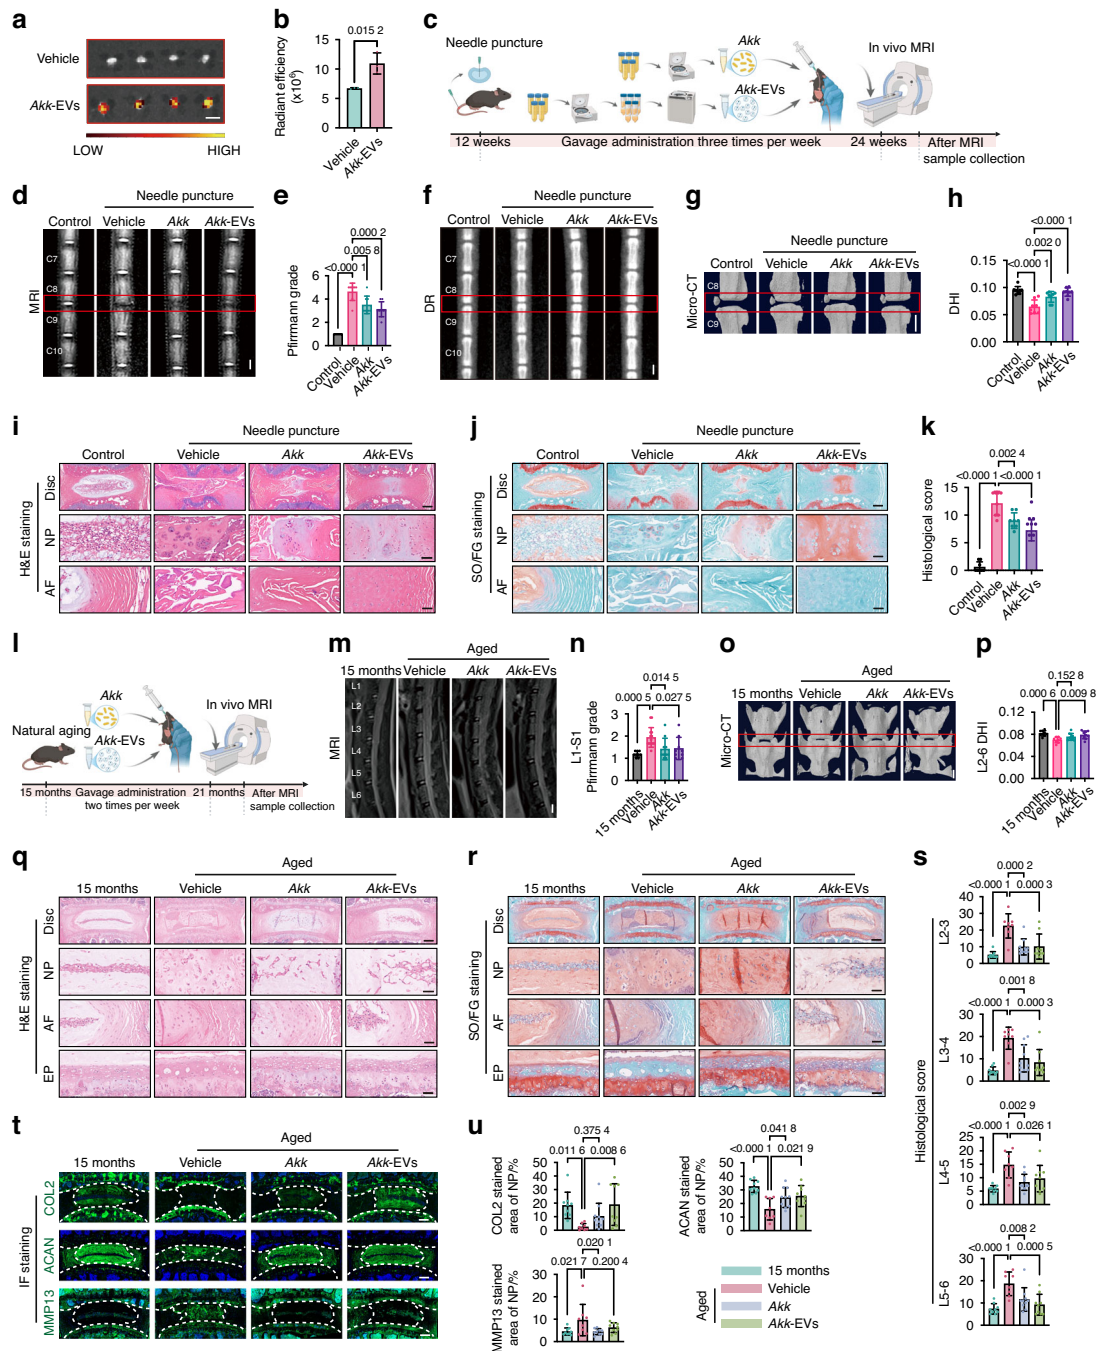 a
Vehicle
Akk-EVs
LOW
HIGH
b
0.015 2
15
10
5
0
Radiant efficiency
(x10⁶)
Vehicle
Akk-EVs
c
Needle puncture
Akk
Akk-EVs
In vivo MRI
12 weeks
Gavage administration three times per week
24 weeks
After MRI
sample collection
d
Needle puncture
Control
Vehicle
Akk
Akk-EVs
MRI
C7
C8
C9
C10
e
0.000 2
0.005 8
<0.000 1
6
4
2
0
Pfirrmann grade
Control
Vehicle
Akk
Akk-EVs
f
Needle puncture
Control
Vehicle
Akk
Akk-EVs
DR
C7
C8
C9
C10
g
Needle puncture
Control
Vehicle
Akk
Akk-EVs
Micro-CT
C8
C9
h
<0.000 1
0.002 0
<0.000 1
0.15
0.10
0.05
0.00
DHI
Control
Vehicle
Akk
Akk-EVs
i
Needle puncture
Control
Vehicle
Akk
Akk-EVs
H&E staining
Disc
NP
AF
j
Needle puncture
Control
Vehicle
Akk
Akk-EVs
SO/FG staining
Disc
NP
AF
k
0.002 4
<0.000 1
<0.000 1
15
10
5
0
Histological score
Control
Vehicle
Akk
Akk-EVs
l
Akk
Natural aging
Akk-EVs
In vivo MRI
15 months
Gavage administration
two times per week
21 months
After MRI
sample collection
m
Aged
15 months
Vehicle
Akk
Akk-EVs
MRI
L1
L2
L3
L4
L5
L6
n
0.014 5
0.000 5
0.027 5
3
2
1
0
L1-S1
Pfirmann grade
15 months
Vehicle
Akk
Akk-EVs
o
Aged
15 months
Vehicle
Akk
Akk-EVs
Micro-CT
p
0.152 8
0.000 6
0.009 8
0.12
0.08
0.04
0.00
L2-6 DHI
15 months
Vehicle
Akk
Akk-EVs
q
Aged
15 months
Vehicle
Akk
Akk-EVs
H&E staining
Disc
NP
AF
EP
r
Aged
15 months
Vehicle
Akk
Akk-EVs
SO/FG staining
Disc
NP
AF
EP
s
Histological score
0.000 2
<0.000 1
0.000 3
40
30
20
10
0
L2-3
0.001 8
<0.000 1
0.000 3
30
20
10
0
L3-4
0.002 9
<0.000 1
0.026 1
25
20
15
10
5
0
L4-5
0.008 2
<0.000 1
0.000 5
30
20
10
0
L5-6
t
Aged
15 months
Vehicle
Akk
Akk-EVs
IF staining
COL2
ACAN
MMP13
u
0.375 4
0.011 6
0.008 6
50
40
30
20
10
0
COL2 stained
area of NP/%
0.041 8
<0.000 1
0.021 9
50
40
30
20
10
0
ACAN stained
area of NP/%
0.020 1
0.021 7
0.200 4
30
20
10
0
MMP13 stained
area of NP/%
15 months
Aged
Vehicle
Akk
Akk-EVs